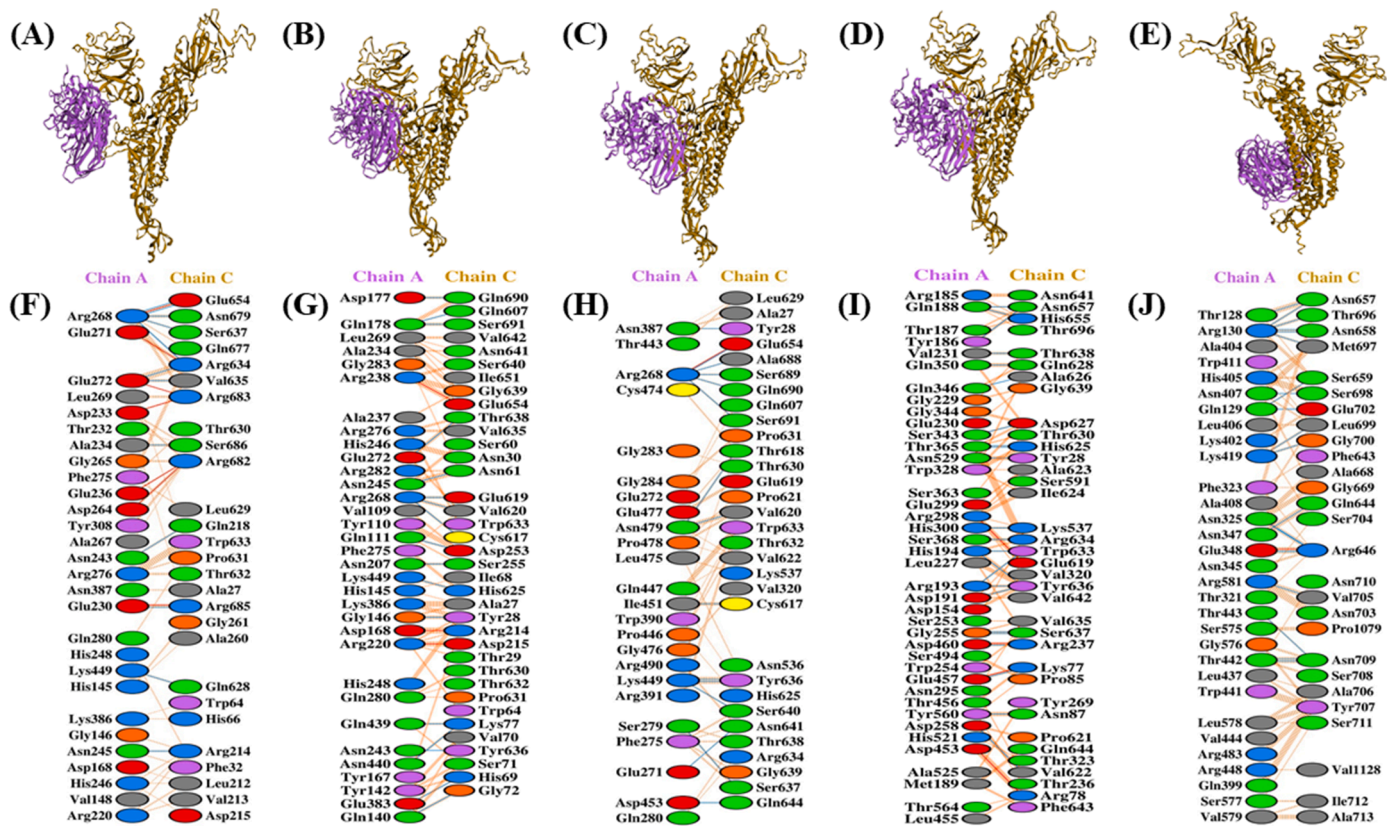 (A)
(B)
(C)
(D)
(E)
(F)
Chain A
Arg268
Glu271
Glu272
Leu269
Asp233
Thr232
Ala234
Gly265
Phe275
Glu236
Asp264
Tyr308
Ala267
Asn243
Arg276
Asn387
Glu230
Gln280
His248
Lys449
His145
Lys386
Gly146
Asn245
Asp168
His246
Val148
Arg220
Chain C
Glu654
Asn679
Ser637
Gln677
Arg634
Val635
Arg683
Thr630
Ser686
Arg682
Leu629
Gln218
Trp633
Pro631
Thr632
Ala27
Arg685
Gly261
Ala260
Gln628
Trp64
His66
Arg214
Phe32
Leu212
Val213
Asp215
(G)
Chain A
Asp177
Gln178
Leu269
Ala234
Gly283
Arg238
Ala237
Arg276
His246
Glu272
Arg282
Asn245
Arg268
Val109
Tyr110
Gln111
Phe275
Asn207
Lys449
His145
Lys386
Gly146
Asp168
Arg220
His248
Gln280
Gln439
Asn243
Asn440
Tyr167
Tyr142
Glu383
Gln140
Chain C
Gln690
Gln607
Ser691
Val642
Asn641
Ser640
Ile651
Gly639
Glu654
Thr638
Val635
Ser60
Asn30
Asn61
Glu619
Val620
Trp633
Cys617
Asp253
Ser255
Ile68
His625
Ala27
Tyr28
Arg214
Asp215
Thr29
Thr630
Thr632
Pro631
Trp64
Lys77
Val70
Tyr636
Ser71
His69
Gly72
(H)
Chain A
Asn387
Thr443
Arg268
Cys474
Gly283
Gly284
Glu272
Glu477
Asn479
Pro478
Leu475
Gln447
Ile451
Trp390
Pro446
Gly476
Arg490
Lys449
Arg391
Ser279
Phe275
Glu271
Asp453
Gln280
Chain C
Leu629
Ala27
Tyr28
Glu654
Ala688
Ser689
Gln690
Gln607
Ser691
Pro631
Thr618
Thr630
Glu619
Pro621
Val620
Trp633
Thr632
Val622
Lys537
Val320
Cys617
Asn536
Tyr636
His625
Ser640
Asn641
Thr638
Arg634
Gly639
Ser637
Gln644
(I)
Chain A
Arg185
Gln188
Thr187
Tyr186
Val231
Gln350
Gln346
Gly229
Gly344
Glu230
Ser343
Thr365
Asn529
Trp328
Ser363
Glu299
Arg298
His300
Ser368
His194
Leu227
Arg193
Asp191
Asp154
Ser253
Gly255
Asp460
Ser494
Trp254
Glu457
Asn295
Thr456
Tyr560
Asp258
His521
Asp453
Ala525
Met189
Thr564
Leu455
Chain C
Asn641
Asn657
His655
Thr696
Thr638
Gln628
Ala626
Gly639
Asp627
Thr630
His625
Tyr28
Ala623
Ser591
Ile624
Lys537
Arg634
Trp633
Glu619
Val320
Tyr636
Val642
Val635
Ser637
Arg237
Lys77
Pro85
Tyr269
Asn87
Pro621
Gln644
Thr323
Val622
Thr236
Arg78
Phe643
(J)
Chain A
Thr128
Arg130
Ala404
Trp411
His405
Asn407
Gln129
Leu406
Lys402
Lys419
Phe323
Ala408
Asn325
Asn347
Glu348
Asn345
Arg581
Thr321
Thr443
Ser575
Gly576
Thr442
Leu437
Trp441
Leu578
Val444
Arg483
Arg448
Gln399
Ser577
Val579
Chain C
Asn657
Thr696
Asn658
Met697
Ser659
Ser698
Glu702
Leu699
Gly700
Phe643
Ala668
Gly669
Gln644
Ser704
Arg646
Asn710
Val705
Asn703
Pro1079
Asn709
Ser708
Ala706
Tyr707
Ser711
Val1128
Ile712
Ala713